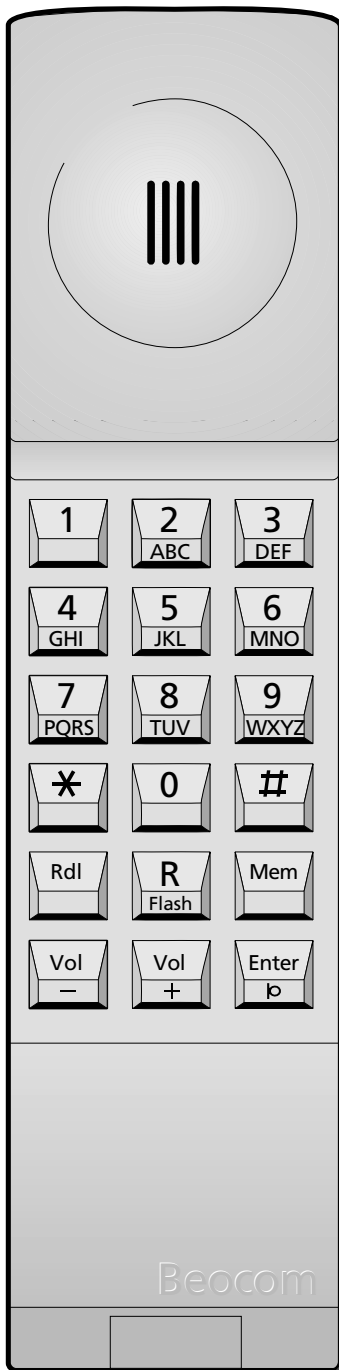 1 2 3
ABC DEF
4 5 6
GHI JKL MNO
7 8 9
PQRS TUV WXYZ
* 0 #
Rdl R Mem
Flash
Vol Vol Enter
− +
Beocom